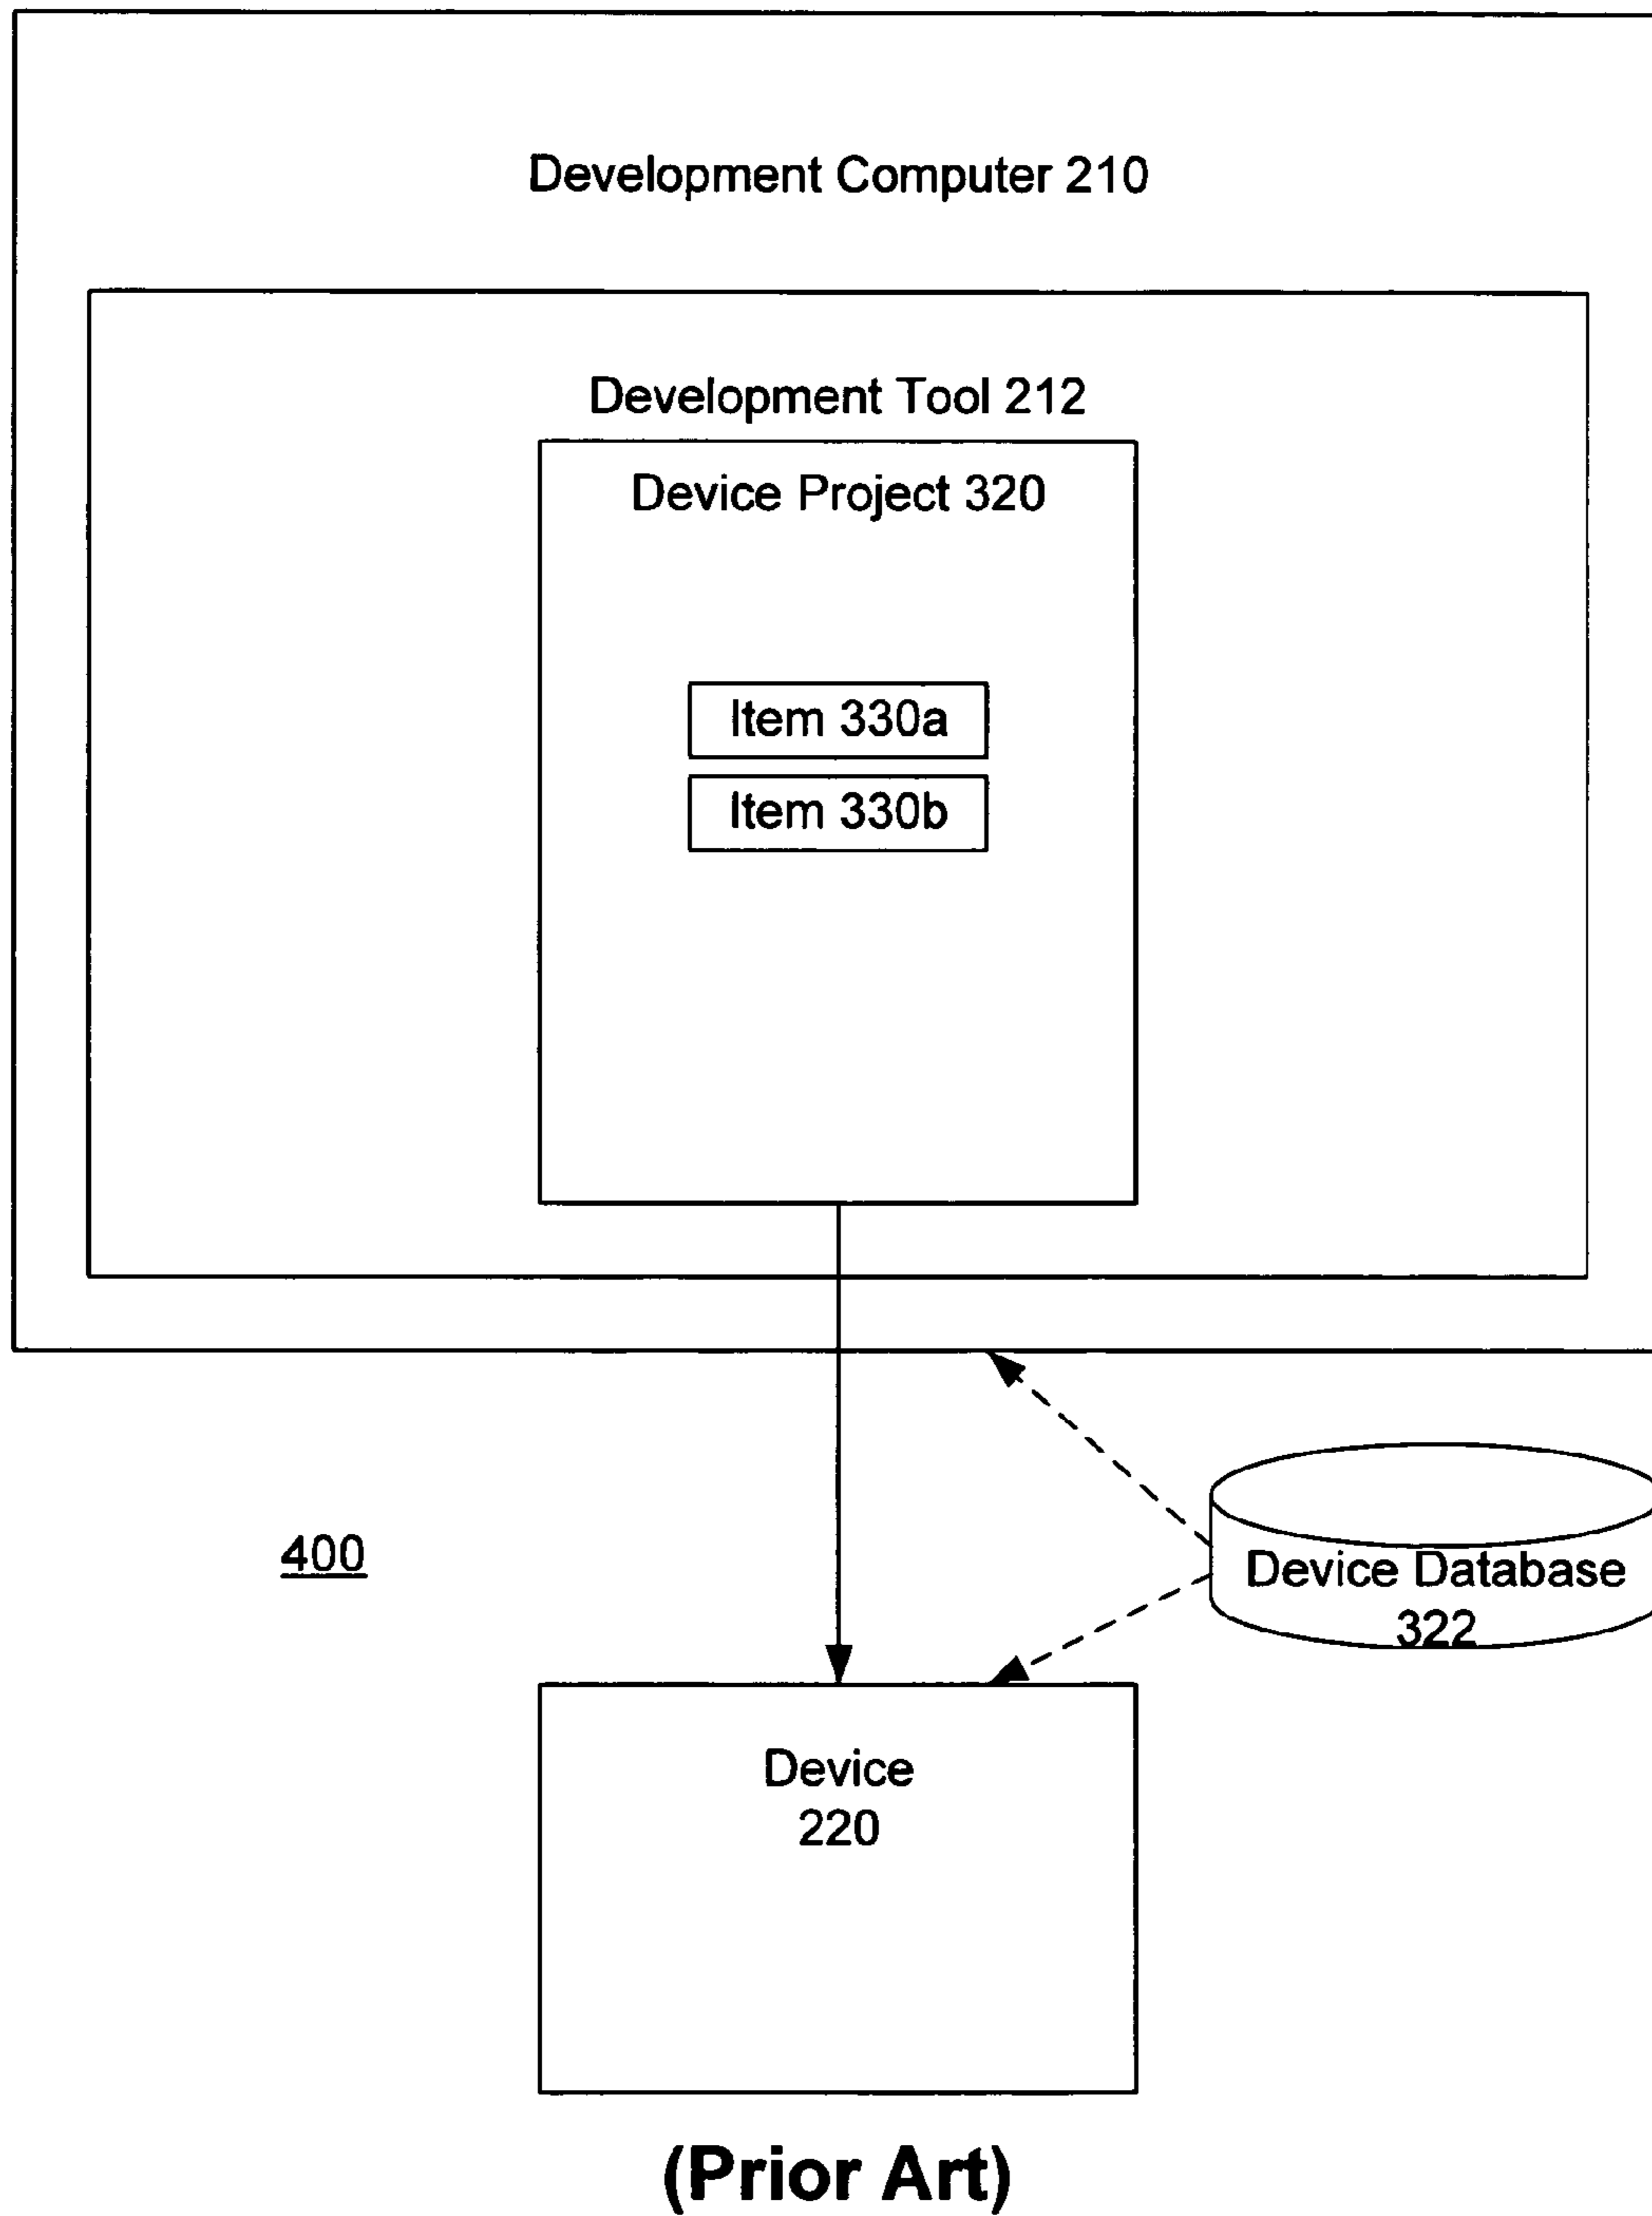 Development Computer 210
Development Tool 212
Device Project 320
Item 330a
Item 330b
400
Device Database
322
Device
220
(Prior Art)